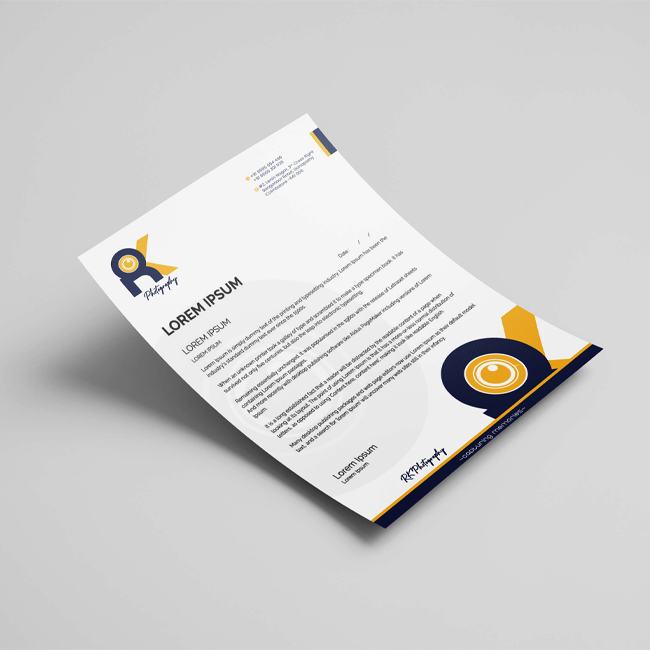 RK
Photography
Date: / /
LOREM IPSUM
LOREM IPSUM
LOREM IPSUM
Lorem Ipsum is simply dummy text of the printing and typesetting industry. Lorem Ipsum has been the
industry's standard dummy text ever since the 1500s.
When an unknown printer took a galley of type and scrambled it to make a type specimen book. It has
survived not only five centuries, but also the leap into electronic typesetting.
Remaining essentially unchanged. It was popularised in the 1960s with the release of Letraset sheets
containing Lorem Ipsum passages.
And more recently with desktop publishing software like Aldus PageMaker including versions of Lorem
Ipsum.
It is a long established fact that a reader will be distracted by the readable content of a page when
looking at its layout. The point of using Lorem Ipsum is that it has a more-or-less normal distribution of
letters, as opposed to using 'Content here, content here', making it look like readable English.
Many desktop publishing packages and web page editors now use Lorem Ipsum as their default model
text, and a search for 'lorem ipsum' will uncover many web sites still in their infancy.
Lorem Ipsum
Lorem Ipsum
RK Photography
~capturing memories~